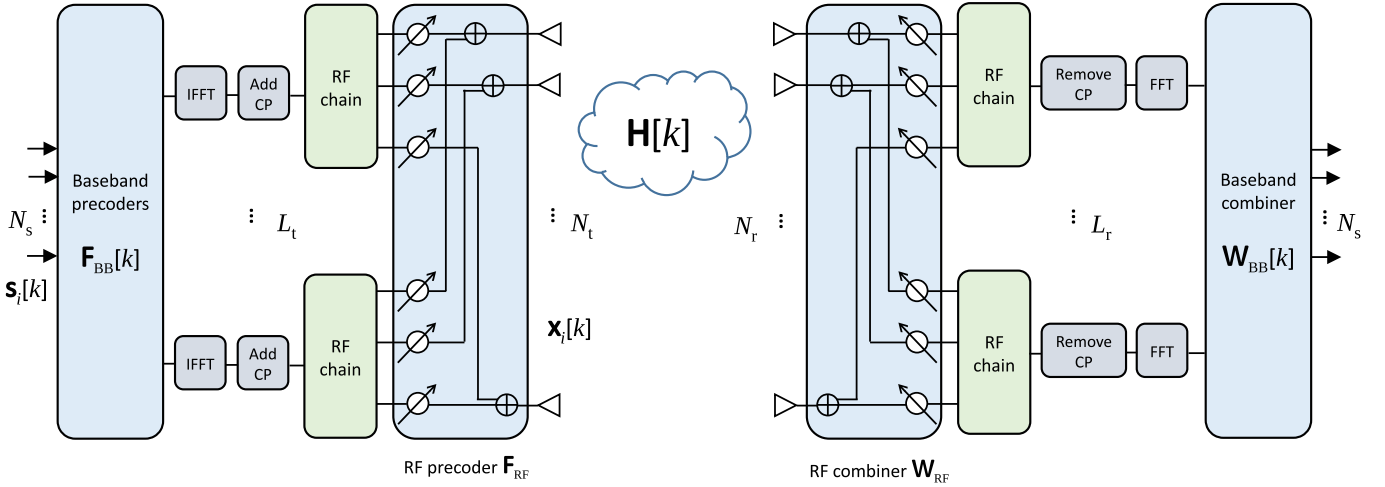 Baseband
precoders
F_BB[k]
N_s
⋮
s_i[k]
IFFT
Add
CP
RF
chain
⋮
L_t
IFFT
Add
CP
RF
chain
⋮
N_t
x_i[k]
RF precoder F_RF
H[k]
N_r
⋮
RF combiner W_RF
RF
chain
Remove
CP
FFT
⋮
L_r
RF
chain
Remove
CP
FFT
Baseband
combiner
W_BB[k]
⋮
N_s